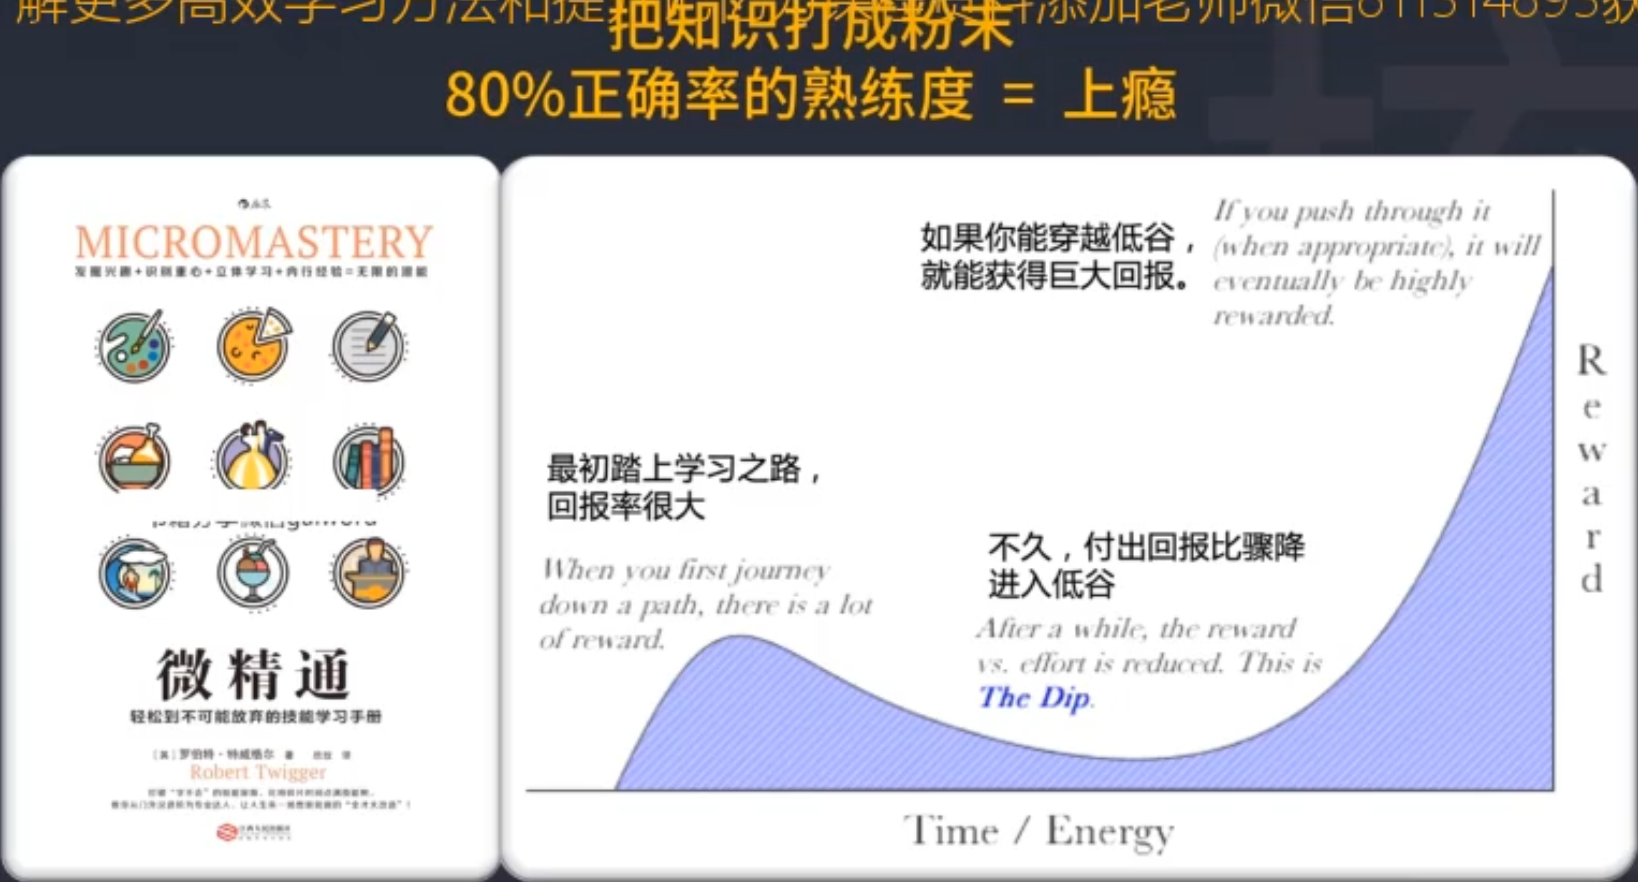 解更多高效学习方法和提
添加老师微信
把知识打成粉末
80%正确率的熟练度 = 上瘾
MICROMASTERY
发掘兴趣+识别重心+立体学习+内行经验=无限的潜能
微精通
轻松到不可能放弃的技能学习手册
[英]罗伯特·特威格尔 著 译
Robert Twigger
如果你能穿越低谷，
就能获得巨大回报。
If you push through it
(when appropriate), it will
eventually be highly
rewarded.
最初踏上学习之路，
回报率很大
When you first journey
down a path, there is a lot
of reward.
不久，付出回报比骤降
进入低谷
After a while, the reward
vs. effort is reduced. This is
The Dip.
Reward
Time / Energy